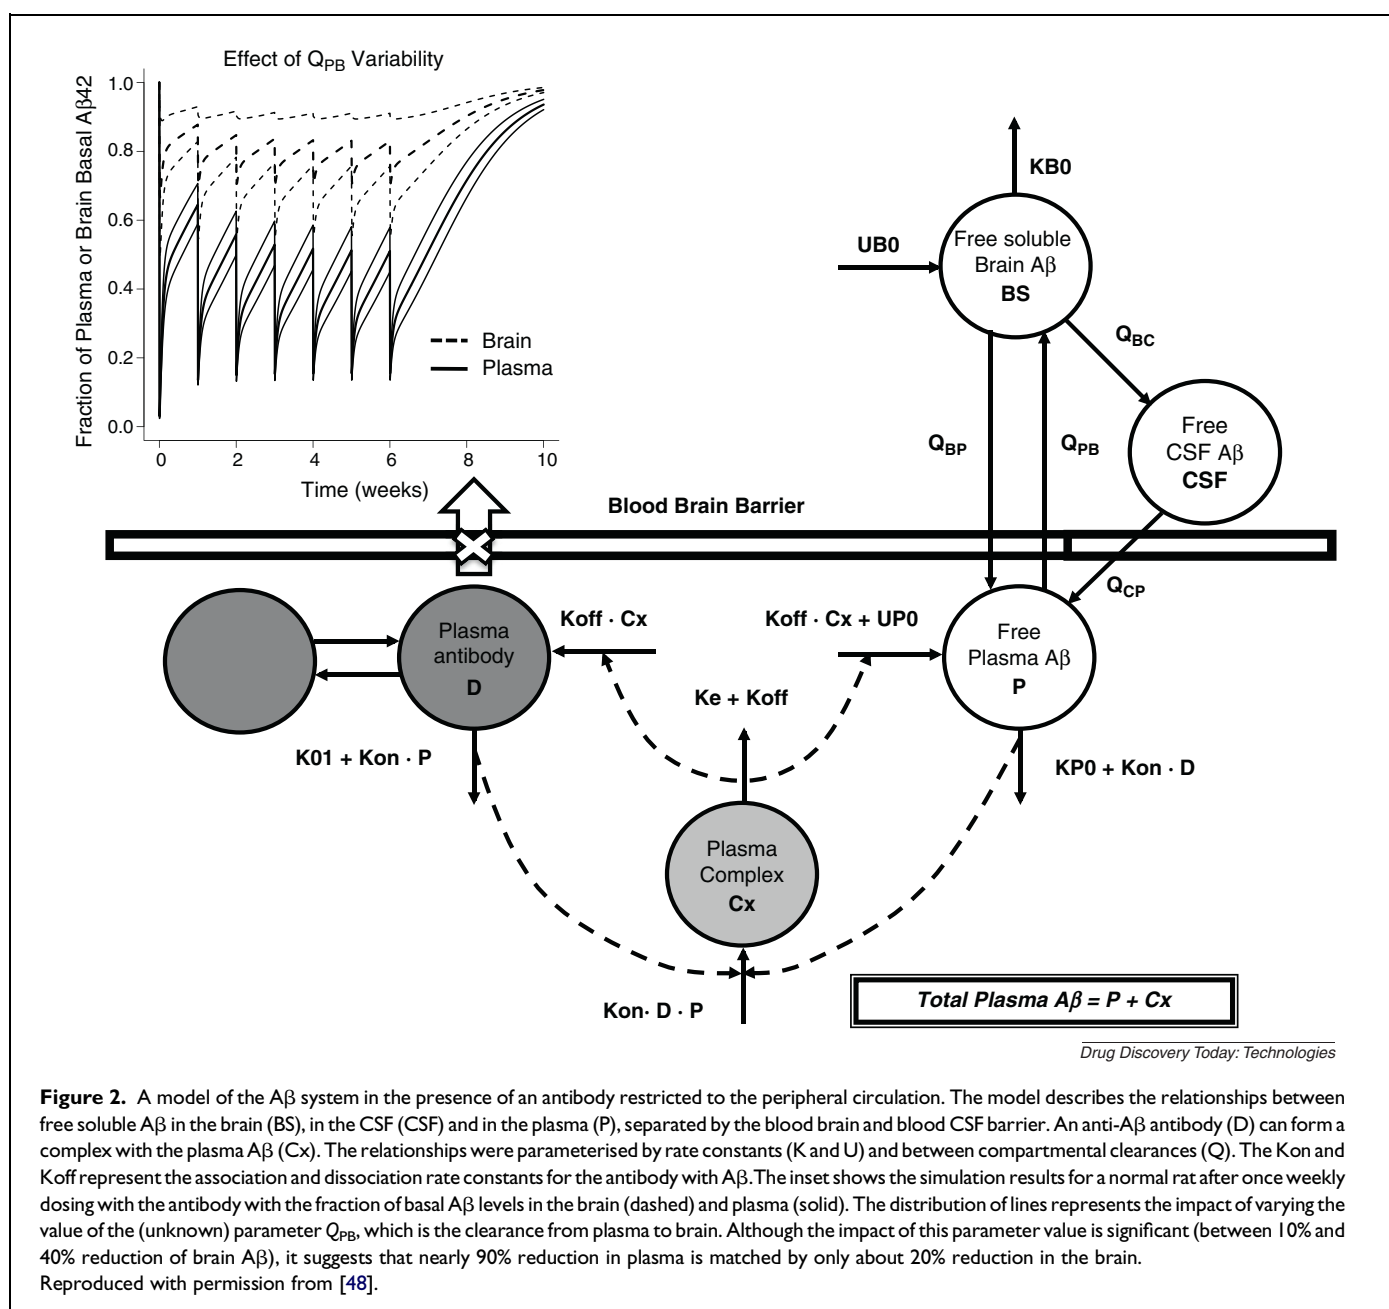 Effect of QPB Variability
Fraction of Plasma or Brain Basal Aβ42
1.0
0.8
0.6
0.4
0.2
0.0
Brain
Plasma
0 2 4 6 8 10
Time (weeks)
KB0
UB0
Free soluble
Brain Aβ
BS
QBC
Free
CSF Aβ
CSF
QBP
QPB
Blood Brain Barrier
QCP
Plasma
antibody
D
Koff · Cx
Koff · Cx + UP0
Free
Plasma Aβ
P
Ke + Koff
K01 + Kon · P
KP0 + Kon · D
Plasma
Complex
Cx
Kon· D · P
Total Plasma Aβ = P + Cx
Drug Discovery Today: Technologies
Figure 2. A model of the Aβ system in the presence of an antibody restricted to the peripheral circulation. The model describes the relationships between
free soluble Aβ in the brain (BS), in the CSF (CSF) and in the plasma (P), separated by the blood brain and blood CSF barrier. An anti-Aβ antibody (D) can form a
complex with the plasma Aβ (Cx). The relationships were parameterised by rate constants (K and U) and between compartmental clearances (Q). The Kon and
Koff represent the association and dissociation rate constants for the antibody with Aβ. The inset shows the simulation results for a normal rat after once weekly
dosing with the antibody with the fraction of basal Aβ levels in the brain (dashed) and plasma (solid). The distribution of lines represents the impact of varying the
value of the (unknown) parameter QPB, which is the clearance from plasma to brain. Although the impact of this parameter value is significant (between 10% and
40% reduction of brain Aβ), it suggests that nearly 90% reduction in plasma is matched by only about 20% reduction in the brain.
Reproduced with permission from [48].